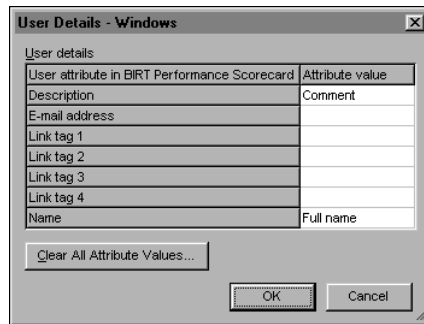 User Details - Windows
User details
User attribute in BIRT Performance Scorecard Attribute value
Description Comment
E-mail address
Link tag 1
Link tag 2
Link tag 3
Link tag 4
Name Full name
Clear All Attribute Values...
OK Cancel